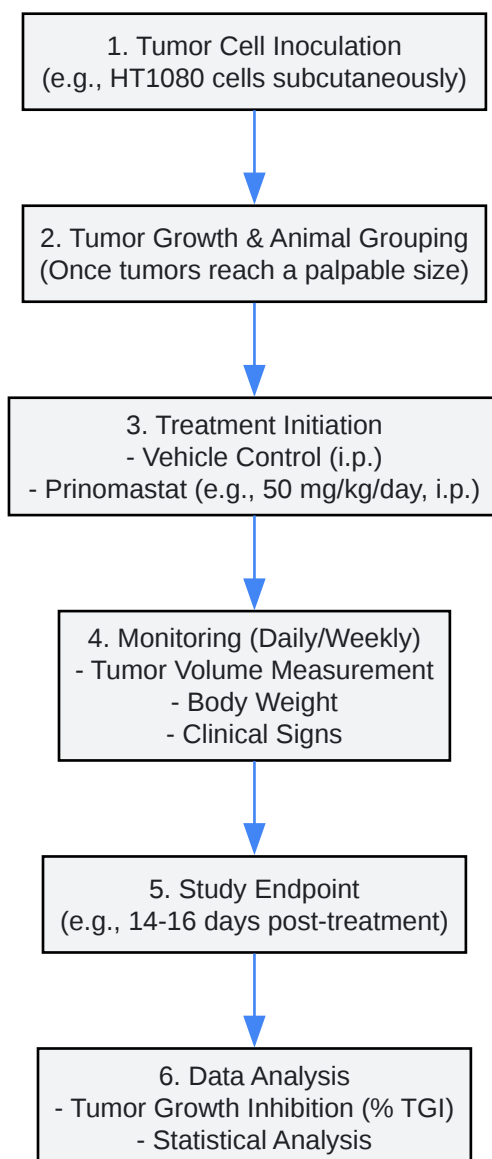 1. Tumor Cell Inoculation
(e.g., HT1080 cells subcutaneously)
2. Tumor Growth & Animal Grouping
(Once tumors reach a palpable size)
3. Treatment Initiation
- Vehicle Control (i.p.)
- Prinomastat (e.g., 50 mg/kg/day, i.p.)
4. Monitoring (Daily/Weekly)
- Tumor Volume Measurement
- Body Weight
- Clinical Signs
5. Study Endpoint
(e.g., 14-16 days post-treatment)
6. Data Analysis
- Tumor Growth Inhibition (% TGI)
- Statistical Analysis